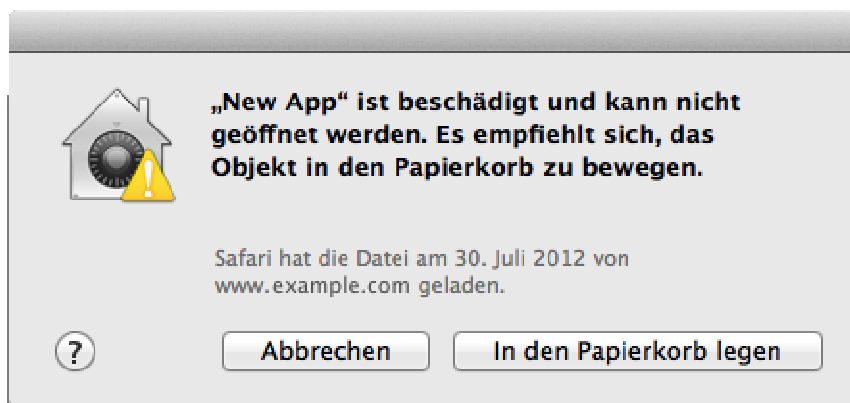 „New App“ ist beschädigt und kann nicht
geöffnet werden. Es empfiehlt sich, das
Objekt in den Papierkorb zu bewegen.
Safari hat die Datei am 30. Juli 2012 von
www.example.com geladen.
?
Abbrechen
In den Papierkorb legen